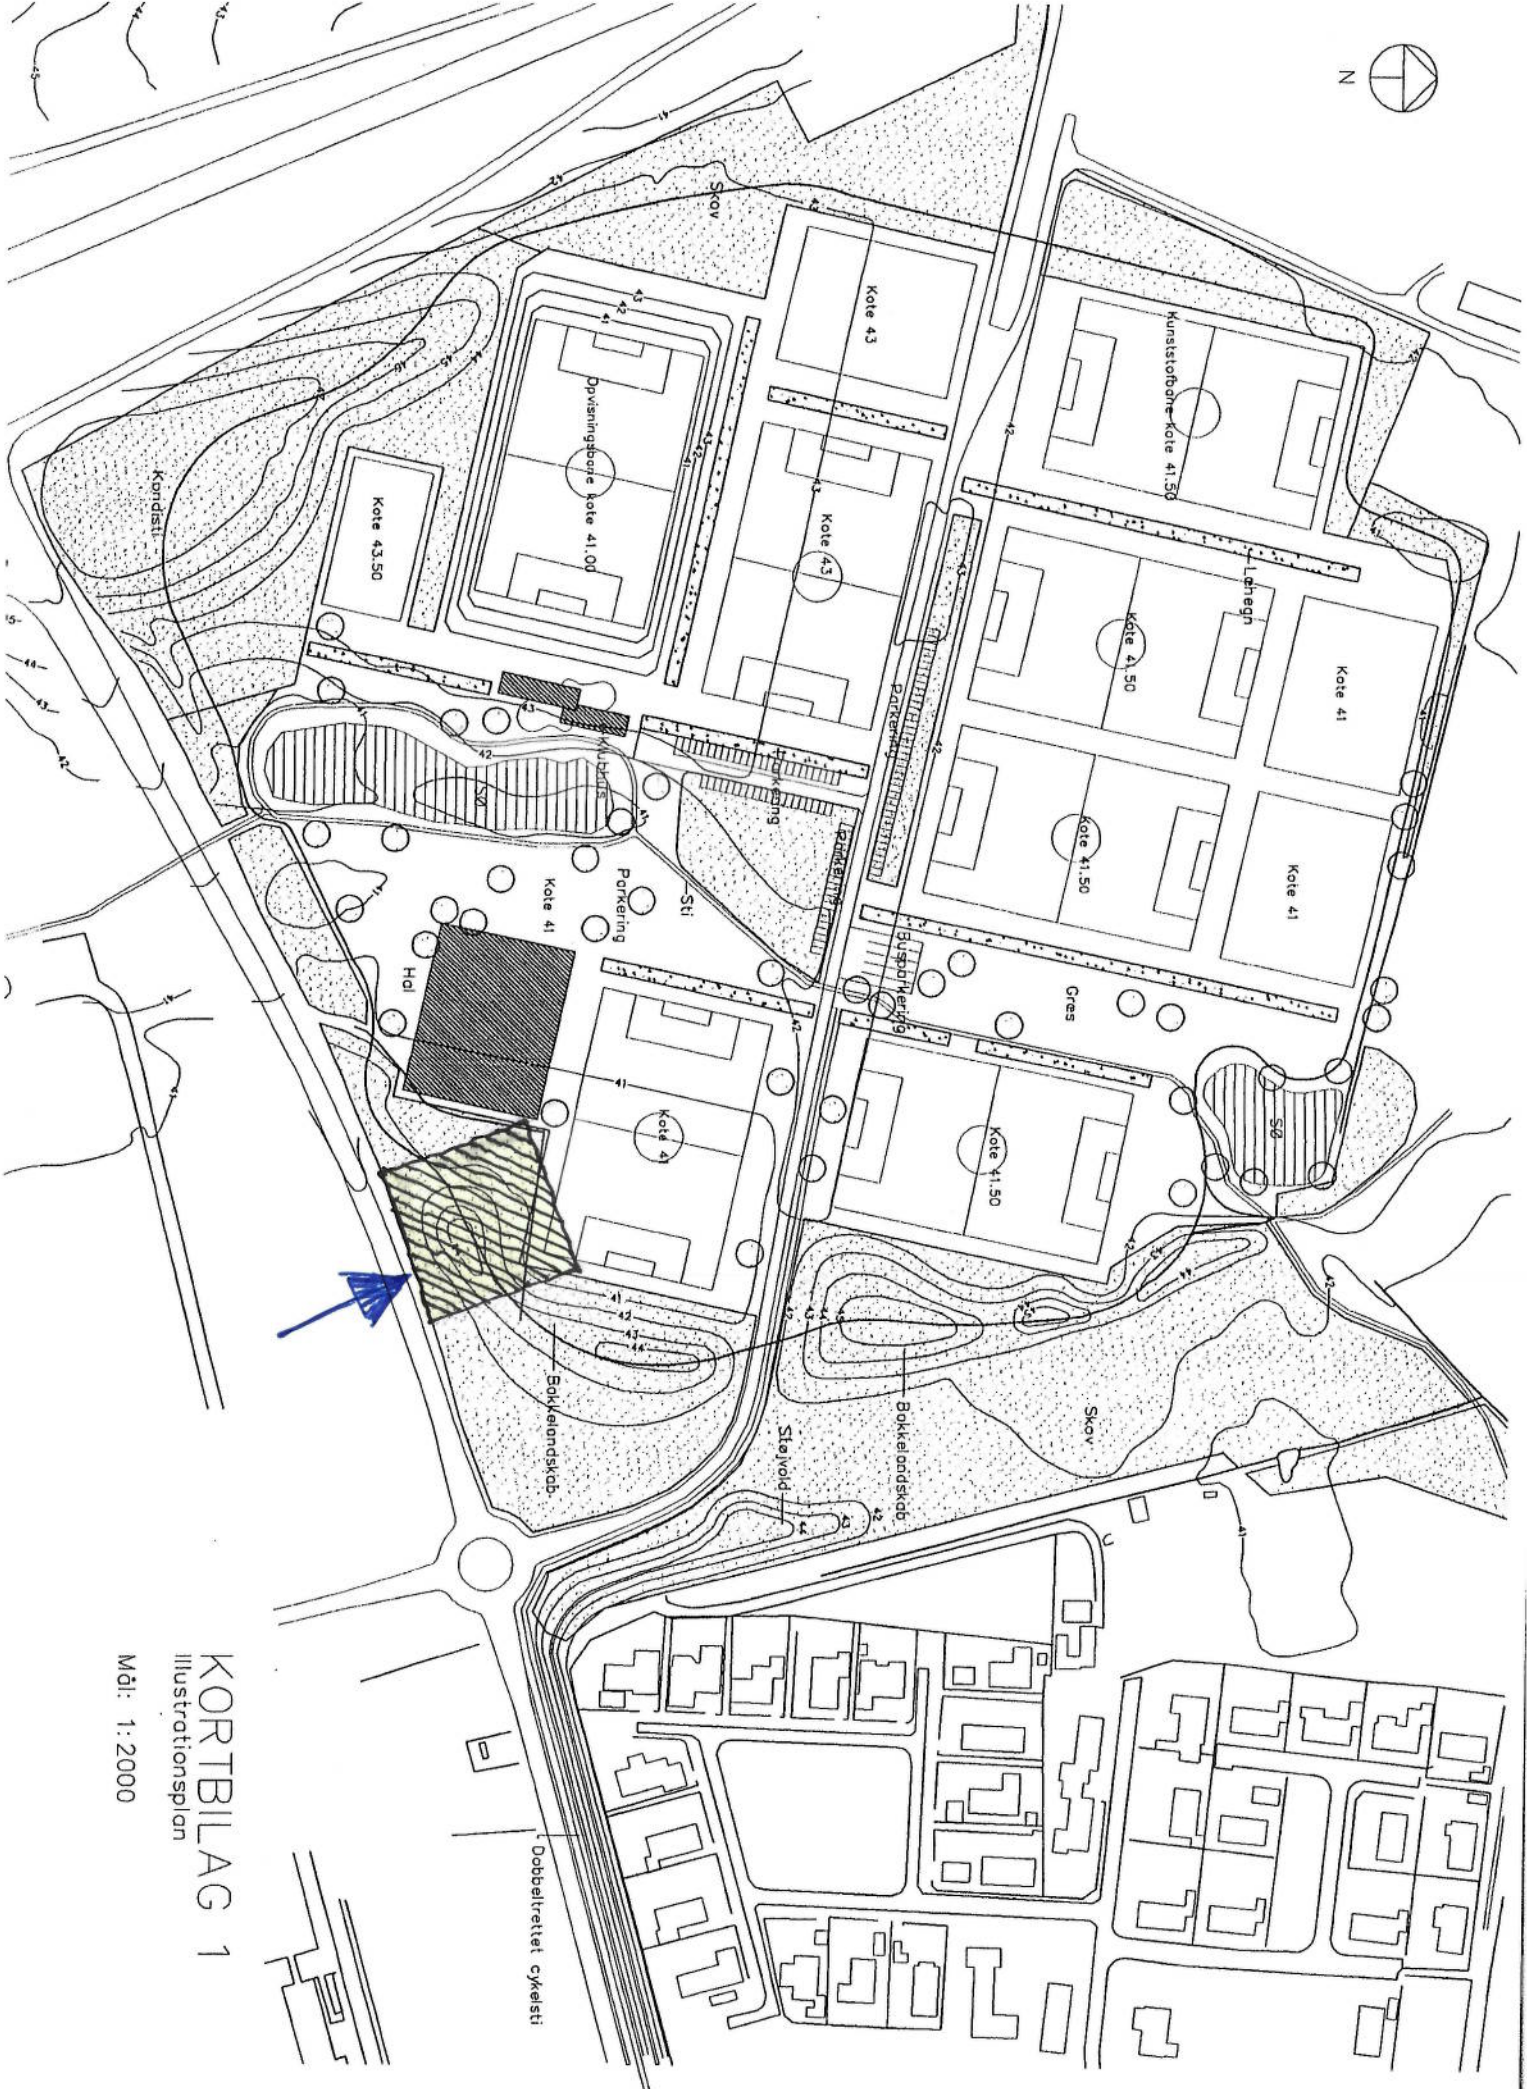 N
Skov
Kote 43
Kunststofbane kote 41.50
Opvisningsbane kote 41.00
Kondisti
Kote 43.50
Kote 43
Læhegn
Kote 41.50
Kote 41
Parkering
Klubhus
Sø
Parkering
Parkering
Kote 41.50
Kote 41
Sti
Parkering
Kote 41
Busparkering
Græs
Hal
Kote 41
Kote 41.50
Sø
Bakkelandskab
Bakkelandskab
Skov
Støjvold
Dobbeltrettet cykelsti
KORTBILAG 1
Illustrationsplan
Mål: 1:2000